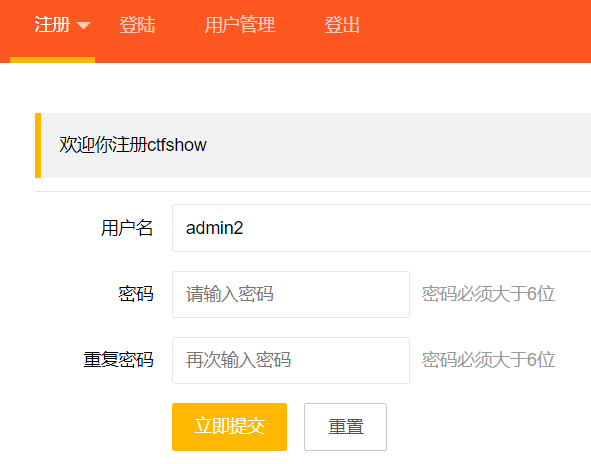 注册 登陆 用户管理 登出
欢迎你注册ctfshow
用户名 admin2
密码 请输入密码 密码必须大于6位
重复密码 再次输入密码 密码必须大于6位
立即提交 重置